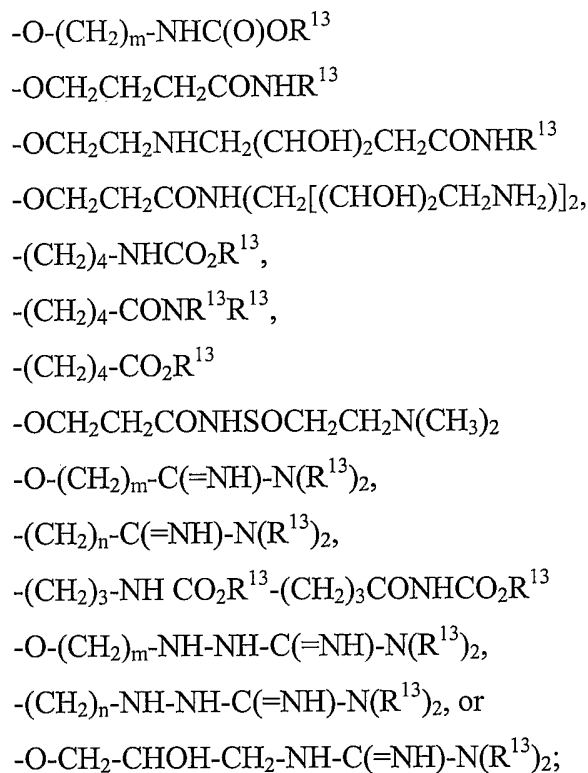 -O-(CH₂)ₘ-NHC(O)OR¹³
-OCH₂CH₂CH₂CONHR¹³
-OCH₂CH₂NHCH₂(CHOH)₂CH₂CONHR¹³
-OCH₂CH₂CONH(CH₂[(CHOH)₂CH₂NH₂)]₂,
-(CH₂)₄-NHCO₂R¹³,
-(CH₂)₄-CONR¹³R¹³,
-(CH₂)₄-CO₂R¹³
-OCH₂CH₂CONHSOCH₂CH₂N(CH₃)₂
-O-(CH₂)ₘ-C(=NH)-N(R¹³)₂,
-(CH₂)ₙ-C(=NH)-N(R¹³)₂,
-(CH₂)₃-NH CO₂R¹³-(CH₂)₃CONHCO₂R¹³
-O-(CH₂)ₘ-NH-NH-C(=NH)-N(R¹³)₂,
-(CH₂)ₙ-NH-NH-C(=NH)-N(R¹³)₂, or
-O-CH₂-CHOH-CH₂-NH-C(=NH)-N(R¹³)₂;